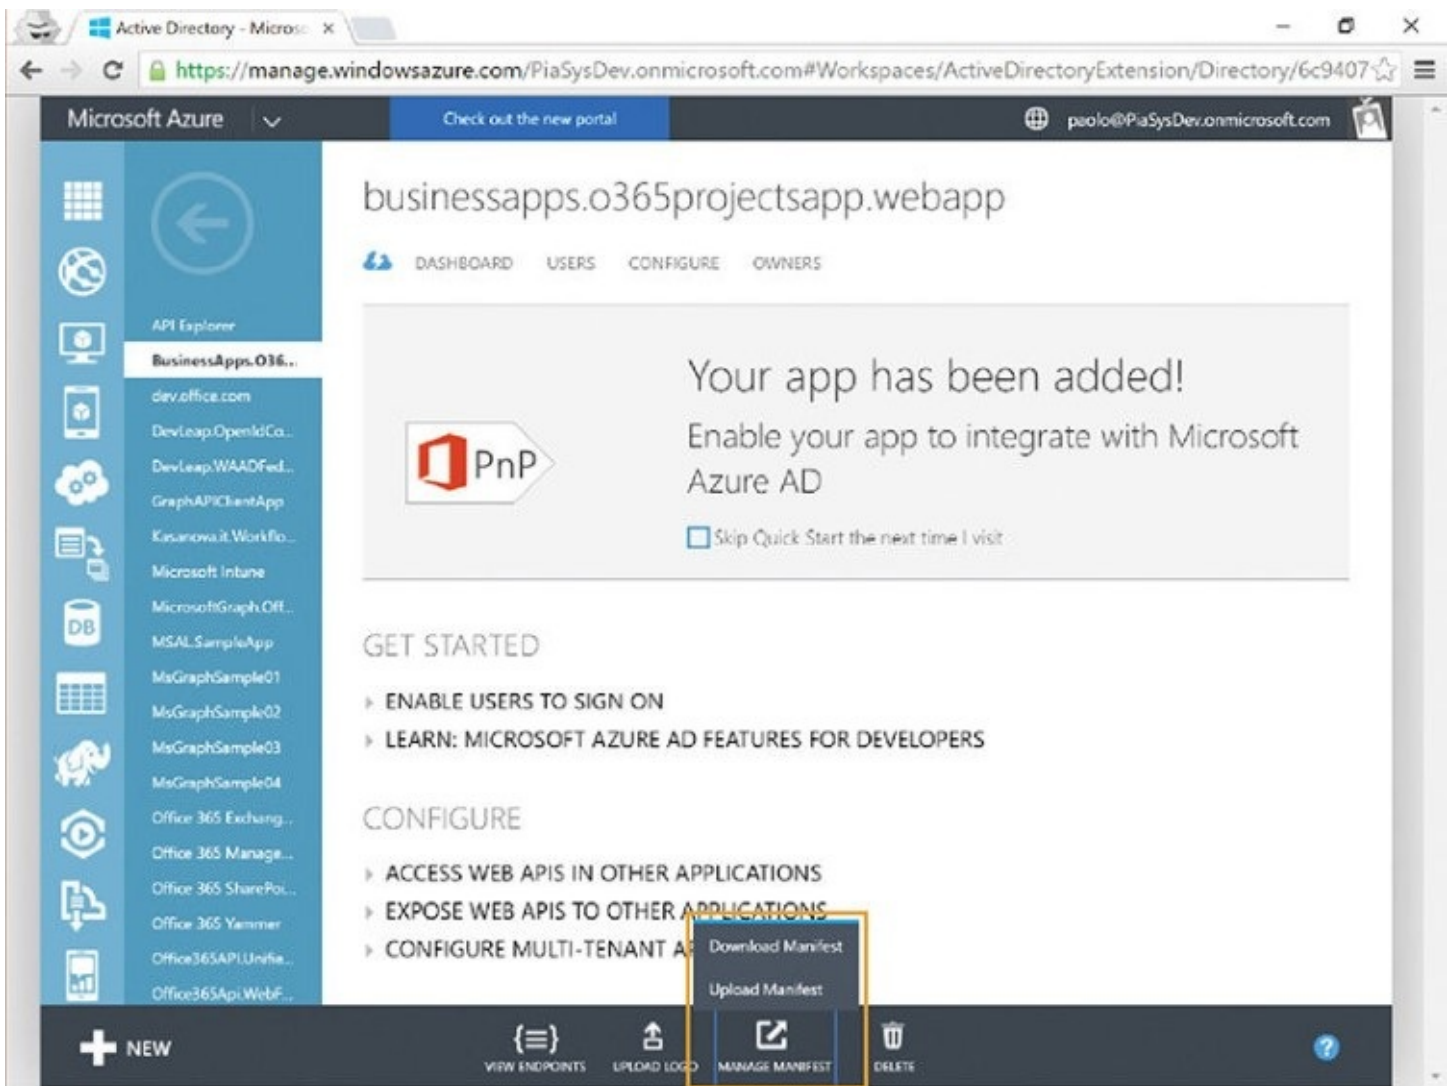 Active Directory - Microso
https://manage.windowsazure.com/PiaSysDev.onmicrosoft.com#Workspaces/ActiveDirectoryExtension/Directory/6c9407
Microsoft Azure
Check out the new portal
paolo@PiaSysDev.onmicrosoft.com
businessapps.o365projectsapp.webapp
DASHBOARD USERS CONFIGURE OWNERS
API Explorer
BusinessApps.O36...
dev.office.com
DevLeap.OpenIdCo...
DevLeap.WAADFed...
GraphAPIClientApp
Kasanova.it.Workflo...
Microsoft Intune
MicrosoftGraph.Off...
MSAL.SampleApp
MsGraphSample01
MsGraphSample02
MsGraphSample03
MsGraphSample04
Office 365 Exchang...
Office 365 Manage...
Office 365 SharePoi...
Office 365 Yammer
Office365API.Unifie...
Office365Api.WebF...
DB
PnP
Your app has been added!
Enable your app to integrate with Microsoft
Azure AD
Skip Quick Start the next time I visit
GET STARTED
ENABLE USERS TO SIGN ON
LEARN: MICROSOFT AZURE AD FEATURES FOR DEVELOPERS
CONFIGURE
ACCESS WEB APIS IN OTHER APPLICATIONS
EXPOSE WEB APIS TO OTHER APPLICATIONS
CONFIGURE MULTI-TENANT A
Download Manifest
Upload Manifest
NEW
VIEW ENDPOINTS
UPLOAD LOGO
MANAGE MANIFEST
DELETE
?